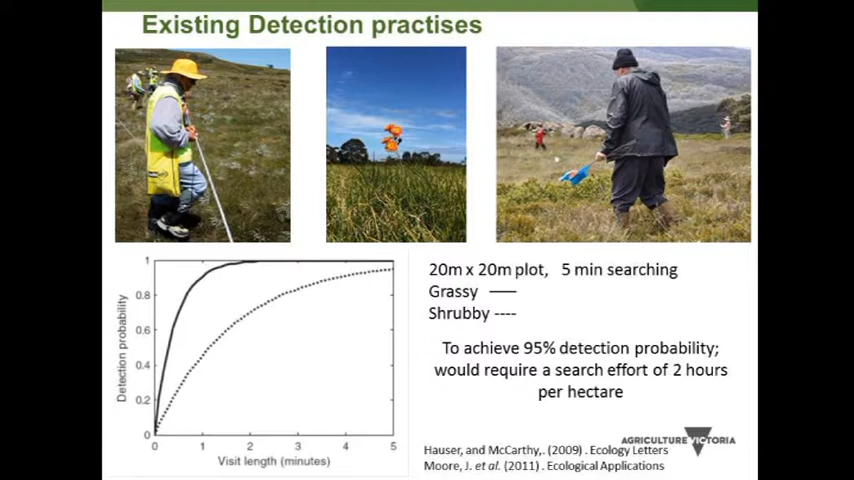 Existing Detection practises
20m x 20m plot, 5 min searching
Grassy ——
Shrubby ----
To achieve 95% detection probability;
would require a search effort of 2 hours
per hectare
Detection probability
1
0.8
0.6
0.4
0.2
0
0 1 2 3 4 5
Visit length (minutes)
AGRICULTURE VICTORIA
Hauser, and McCarthy,. (2009) . Ecology Letters
Moore, J. et al. (2011) . Ecological Applications